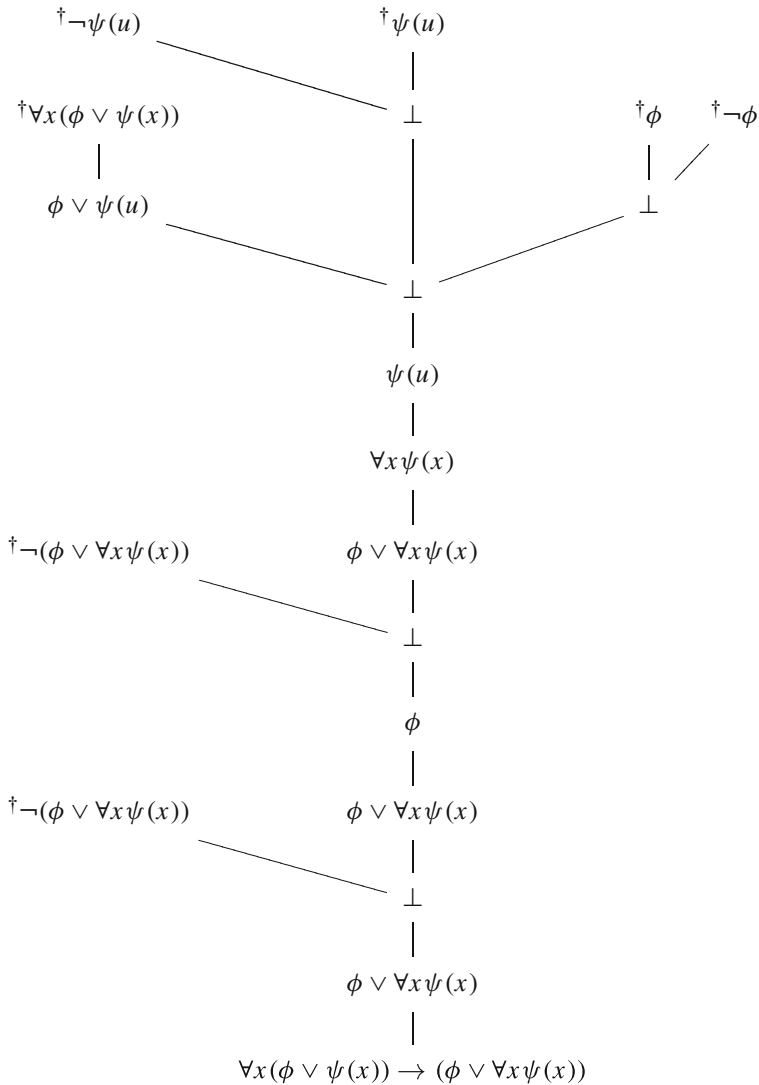 †¬ψ(u) †ψ(u)
†∀x(ϕ ∨ ψ(x)) ⊥ †ϕ †¬ϕ
ϕ ∨ ψ(u) ⊥
⊥
ψ(u)
∀xψ(x)
†¬(ϕ ∨ ∀xψ(x)) ϕ ∨ ∀xψ(x)
⊥
ϕ
†¬(ϕ ∨ ∀xψ(x)) ϕ ∨ ∀xψ(x)
⊥
ϕ ∨ ∀xψ(x)
∀x(ϕ ∨ ψ(x)) → (ϕ ∨ ∀xψ(x))